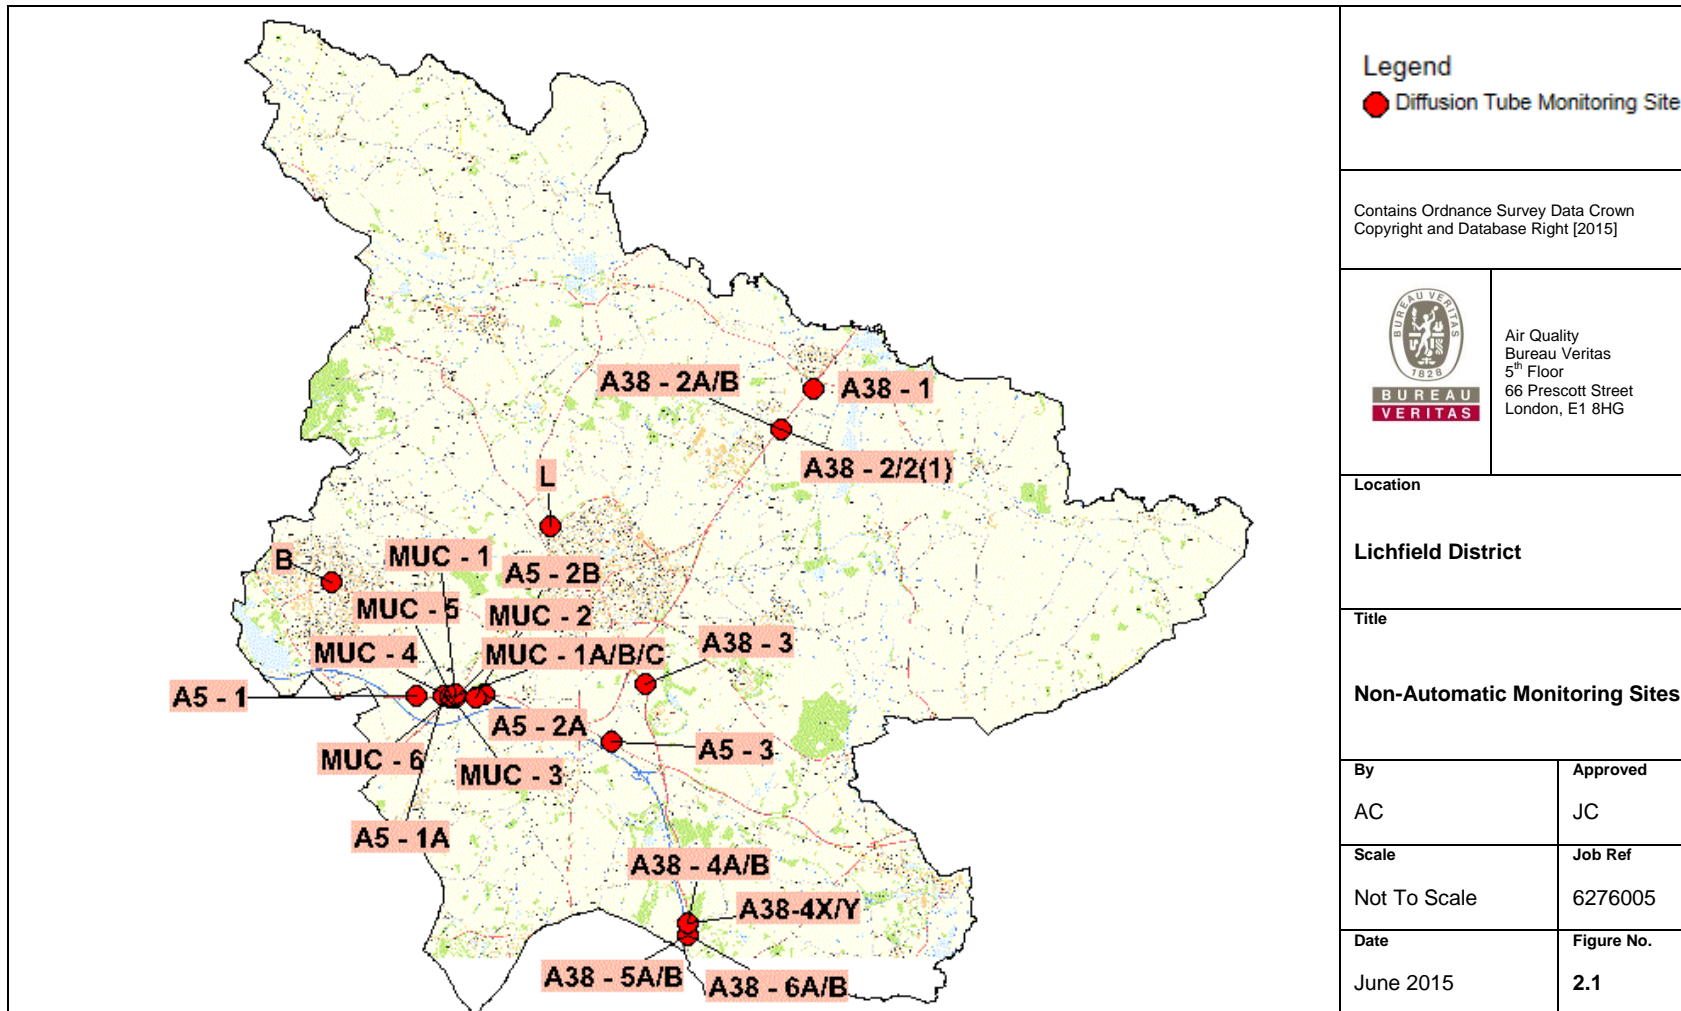 A38 - 2A/B
A38 - 1
A38 - 2/2(1)
L
B
MUC - 1
A5 - 2B
MUC - 5
MUC - 2
MUC - 4
MUC - 1A/B/C
A38 - 3
A5 - 1
A5 - 2A
A5 - 3
MUC - 6
MUC - 3
A5 - 1A
A38 - 4A/B
A38-4X/Y
A38 - 5A/B
A38 - 6A/B
Legend
Diffusion Tube Monitoring Site
Contains Ordnance Survey Data Crown
Copyright and Database Right [2015]
BUREAU VERITAS
1828
BUREAU
VERITAS
Air Quality
Bureau Veritas
5th Floor
66 Prescott Street
London, E1 8HG
Location
Lichfield District
Title
Non-Automatic Monitoring Sites
By
Approved
AC
JC
Scale
Job Ref
Not To Scale
6276005
Date
Figure No.
June 2015
2.1